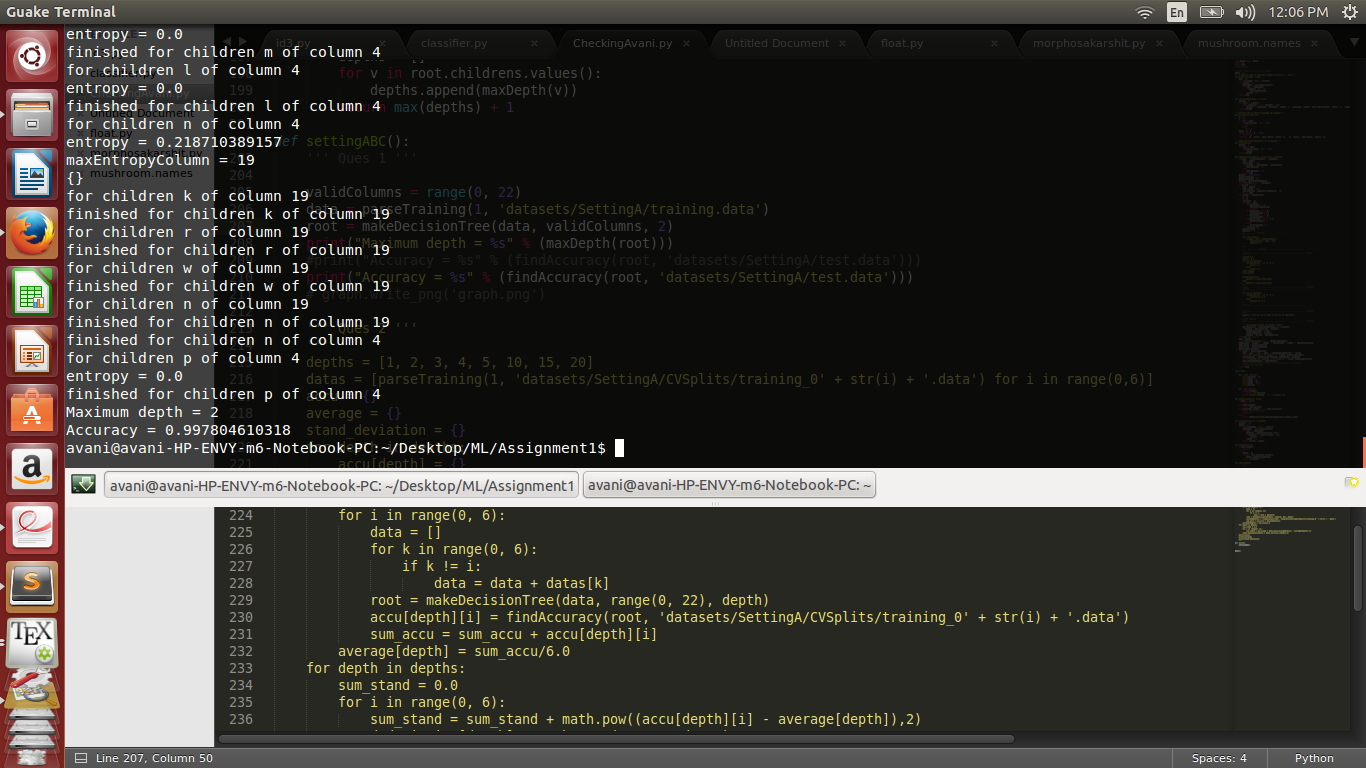 Guake Terminal
En
12:06 PM
entropy = 0.0
finished for children m of column 4
for children l of column 4
entropy = 0.0
finished for children l of column 4
for children n of column 4
entropy = 0.218710389157
maxEntropyColumn = 19
{}
for children k of column 19
finished for children k of column 19
for children r of column 19
finished for children r of column 19
for children w of column 19
finished for children w of column 19
for children n of column 19
finished for children n of column 19
finished for children n of column 4
for children p of column 4
entropy = 0.0
finished for children p of column 4
Maximum depth = 2
Accuracy = 0.997804610318
avani@avani-HP-ENVY-m6-Notebook-PC:~/Desktop/ML/Assignment1$
id3.py
classifier.py
CheckingAvani.py
Untitled Document
float.py
morphosakarshit.py
mushroom.names
Untitled Document
float.py
morphosakarshit.py
mushroom.names
for v in root.childrens.values():
199 depths.append(maxDepth(v))
max(depths) + 1
settingABC():
''' Ques 1 '''
204
validColumns = range(0, 22)
data = parseTraining(1, 'datasets/SettingA/training.data')
root = makeDecisionTree(data, validColumns, 2)
print("Maximum depth = %s" % (maxDepth(root)))
#print("Accuracy = %s" % (findAccuracy(root, 'datasets/SettingA/test.data')))
print("Accuracy = %s" % (findAccuracy(root, 'datasets/SettingA/test.data')))
# graph.write_png('graph.png')
Ques 2 '''
depths = [1, 2, 3, 4, 5, 10, 15, 20]
216 datas = [parseTraining(1, 'datasets/SettingA/CVSplits/training_0' + str(i) + '.data') for i in range(0,6)]
218 average = {}
stand_deviation = {}
221 accu[depth] = {}
avani@avani-HP-ENVY-m6-Notebook-PC: ~/Desktop/ML/Assignment1
avani@avani-HP-ENVY-m6-Notebook-PC: ~
224 for i in range(0, 6):
225 data = []
226 for k in range(0, 6):
227 if k != i:
228 data = data + datas[k]
229 root = makeDecisionTree(data, range(0, 22), depth)
230 accu[depth][i] = findAccuracy(root, 'datasets/SettingA/CVSplits/training_0' + str(i) + '.data')
231 sum_accu = sum_accu + accu[depth][i]
232 average[depth] = sum_accu/6.0
233 for depth in depths:
234 sum_stand = 0.0
235 for i in range(0, 6):
236 sum_stand = sum_stand + math.pow((accu[depth][i] - average[depth]),2)
Line 207, Column 50
Spaces: 4
Python